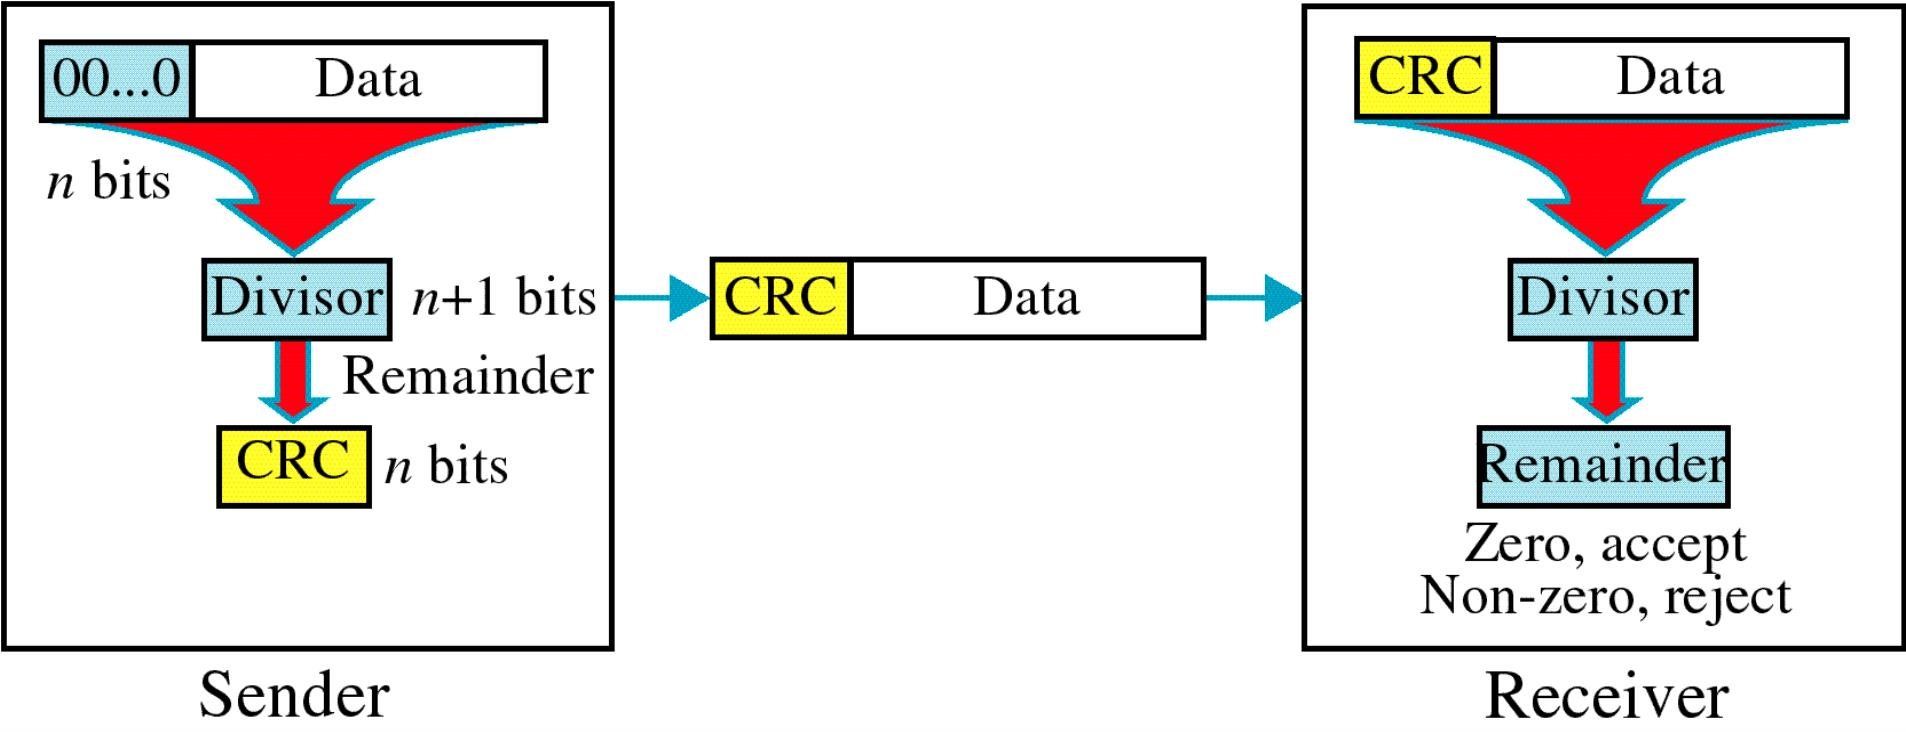 00...0 Data
n bits
Divisor n+1 bits
Remainder
CRC n bits
Sender
CRC Data
CRC Data
Divisor
Remainder
Zero, accept
Non-zero, reject
Receiver